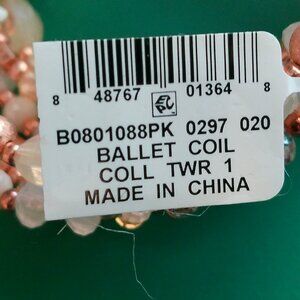 8 48767 01364 8
B0801088PK 0297 020
BALLET COIL
COLL TWR 1
MADE IN CHINA